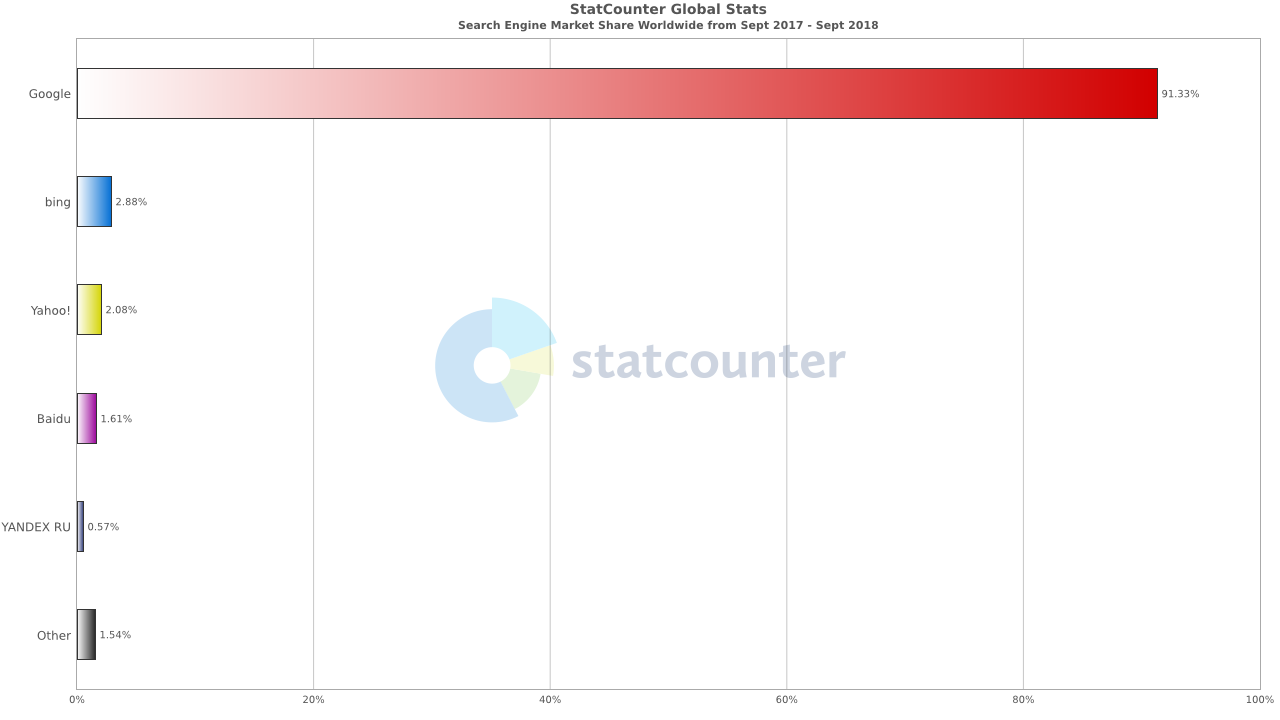 StatCounter Global Stats
Search Engine Market Share Worldwide from Sept 2017 - Sept 2018
Google 91.33%
bing 2.88%
Yahoo! 2.08%
statcounter
Baidu 1.61%
YANDEX RU 0.57%
Other 1.54%
0% 20% 40% 60% 80% 100%